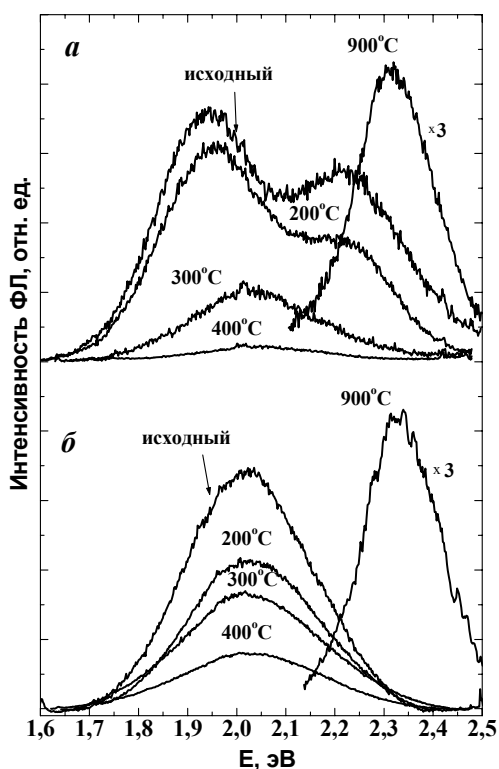 а
900°C
исходный
x3
200°C
300°C
400°C
Интенсивность ФЛ, отн. ед.
б
900°C
исходный
x3
200°C
300°C
400°C
1,6 1,7 1,8 1,9 2,0 2,1 2,2 2,3 2,4 2,5
E, эВ